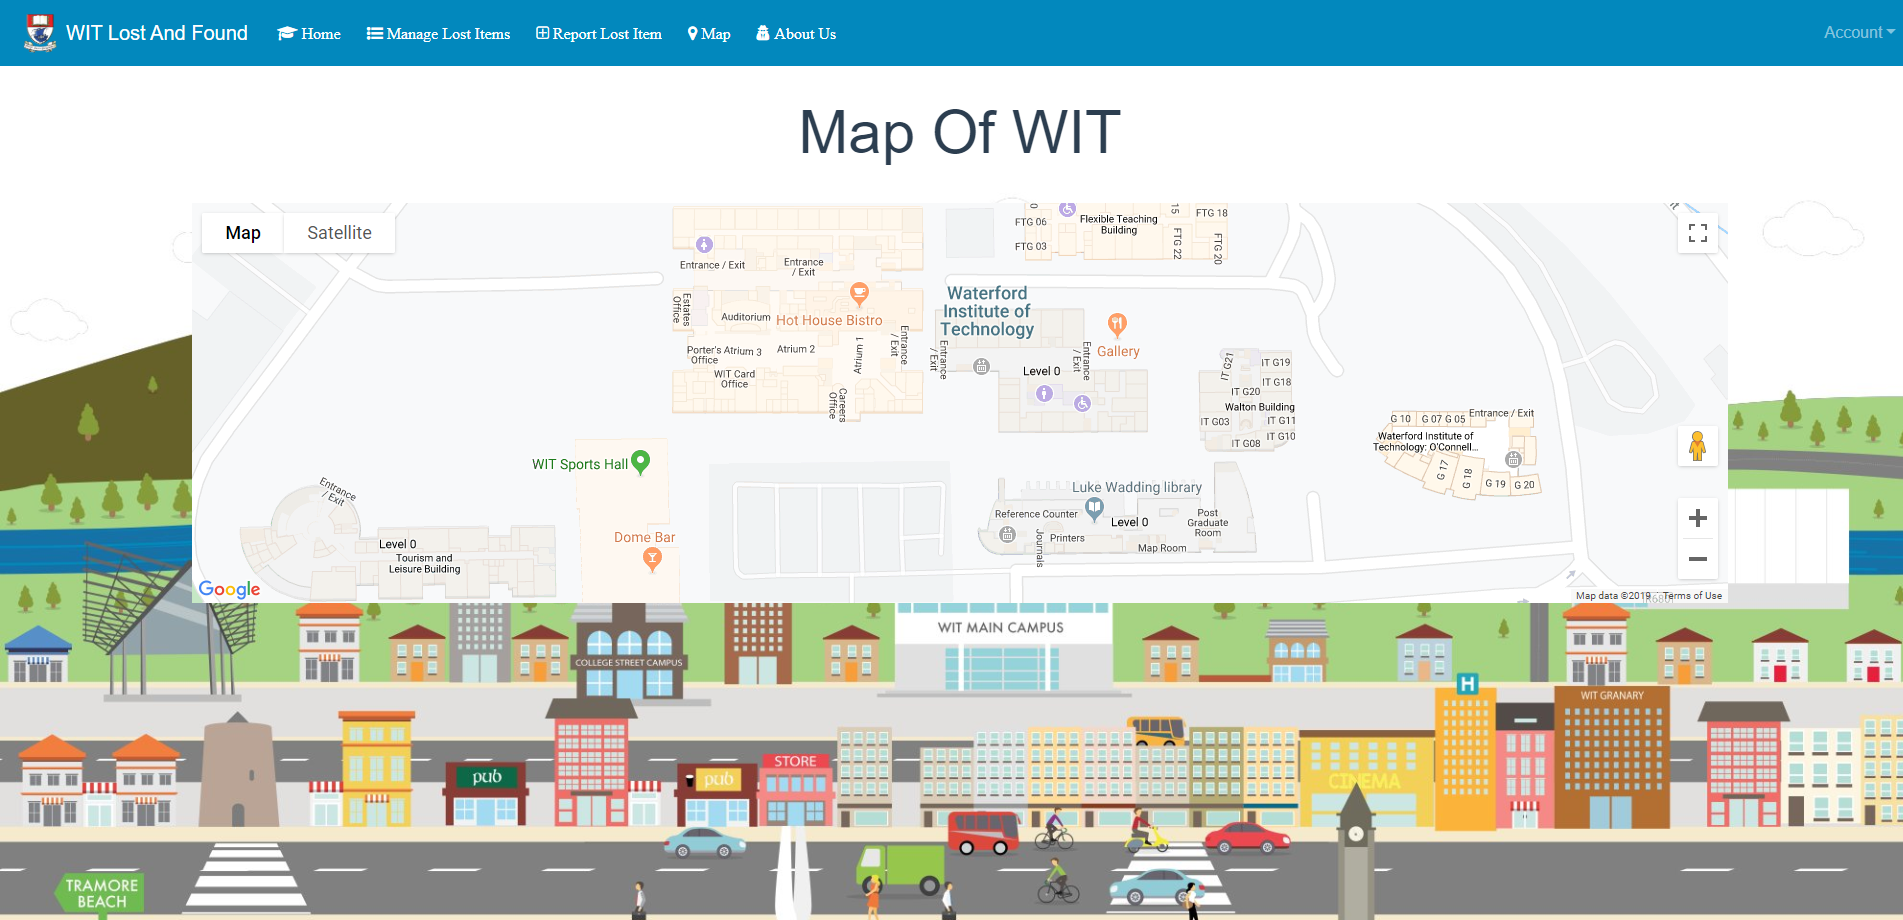 WIT Lost And Found
Home
Manage Lost Items
Report Lost Item
Map
About Us
Account
Map Of WIT
Map
Satellite
Entrance / Exit
Entrance
/ Exit
Estates
Office
Auditorium
Hot House Bistro
Porter's
Office
Atrium 3
Atrium 2
Atrium 1
Entrance
/ Exit
WIT Card
Office
Careers
Office
FTG 06
FTG 03
Flexible Teaching
Building
15
FTG 18
FTG 22
FTG 20
Waterford
Institute of
Technology
Entrance
/ Exit
Gallery
Entrance
/ Exit
Level 0
IT G21
IT G19
IT G18
IT G20
Walton Building
IT G03
IT G11
IT G10
IT G08
G 10
G 07
G 05
Entrance / Exit
Waterford Institute of
Technology: O'Connell...
G 17
G 18
G 19
G 20
WIT Sports Hall
Entrance
/ Exit
Level 0
Tourism and
Leisure Building
Dome Bar
Luke Wadding library
Reference Counter
Level 0
Post
Graduate
Room
Journals
Printers
Map Room
Google
Map data ©2019
Terms of Use
WIT MAIN CAMPUS
COLLEGE STREET CAMPUS
H
WIT GRANARY
pub
pub
STORE
CINEMA
TRAMORE
BEACH